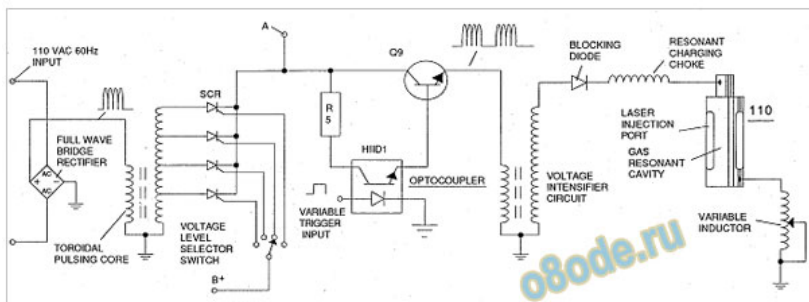 A
110 VAC 60Hz
INPUT
Q9
BLOCKING
DIODE
RESONANT
CHARGING
CHOKE
SCR
R
5
HIID1
LASER
INJECTION
PORT
110
FULL WAVE
BRIDGE RECTIFIER
AC
+
-
AC
OPTOCOUPLER
GAS
RESONANT
CAVITY
VARIABLE
TRIGGER
INPUT
VOLTAGE
INTENSIFIER
CIRCUIT
VARIABLE
INDUCTOR
TOROIDAL
PULSING CORE
VOLTAGE
LEVEL
SELECTOR
SWITCH
B+
o8ode.ru